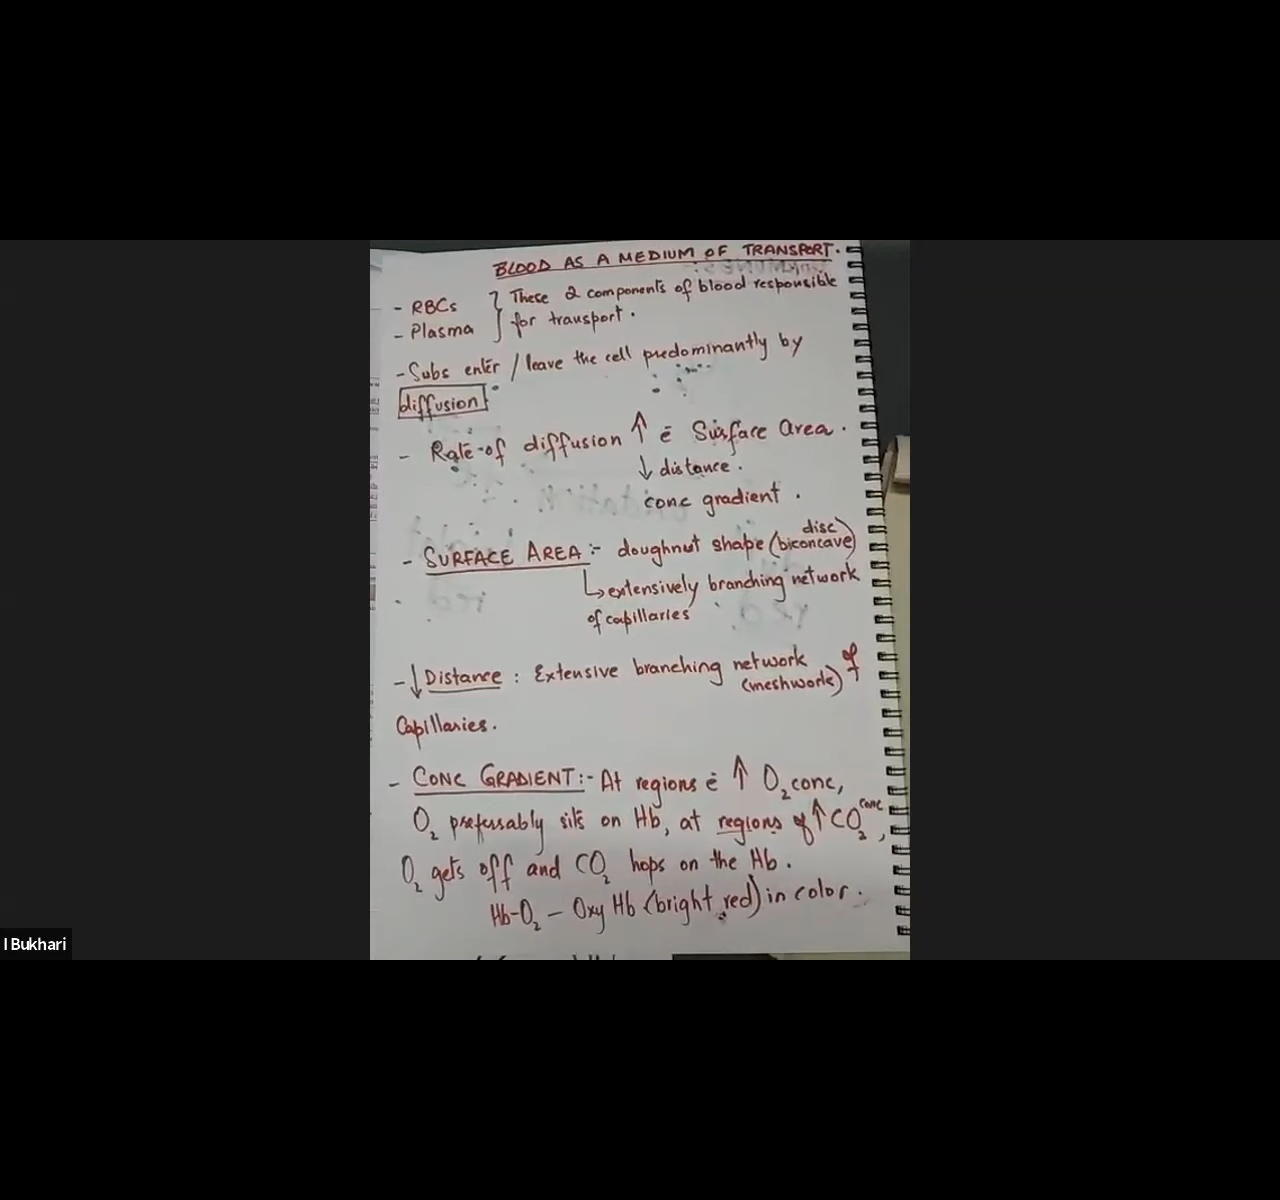 BLOOD AS A MEDIUM OF TRANSPORT.
- RBCs } These 2 components of blood responsible
- Plasma } for transport.
- Subs enter / leave the cell predominantly by
diffusion
- Rate of diffusion ↑ c̄ Surface area.
↓ distance.
conc gradient.
- SURFACE AREA :- doughnut shape (biconcave disc)
↳ extensively branching network
of capillaries
- ↓ Distance : Extensive branching network of
(meshwork)
Capillaries.
- CONC GRADIENT:- At regions c̄ ↑ O₂ conc,
O₂ prefersably sits on Hb, at regions of ↑ CO₂ conc,
O₂ gets off and CO₂ hops on the Hb.
Hb-O₂ – Oxy Hb (bright red) in color.
I Bukhari